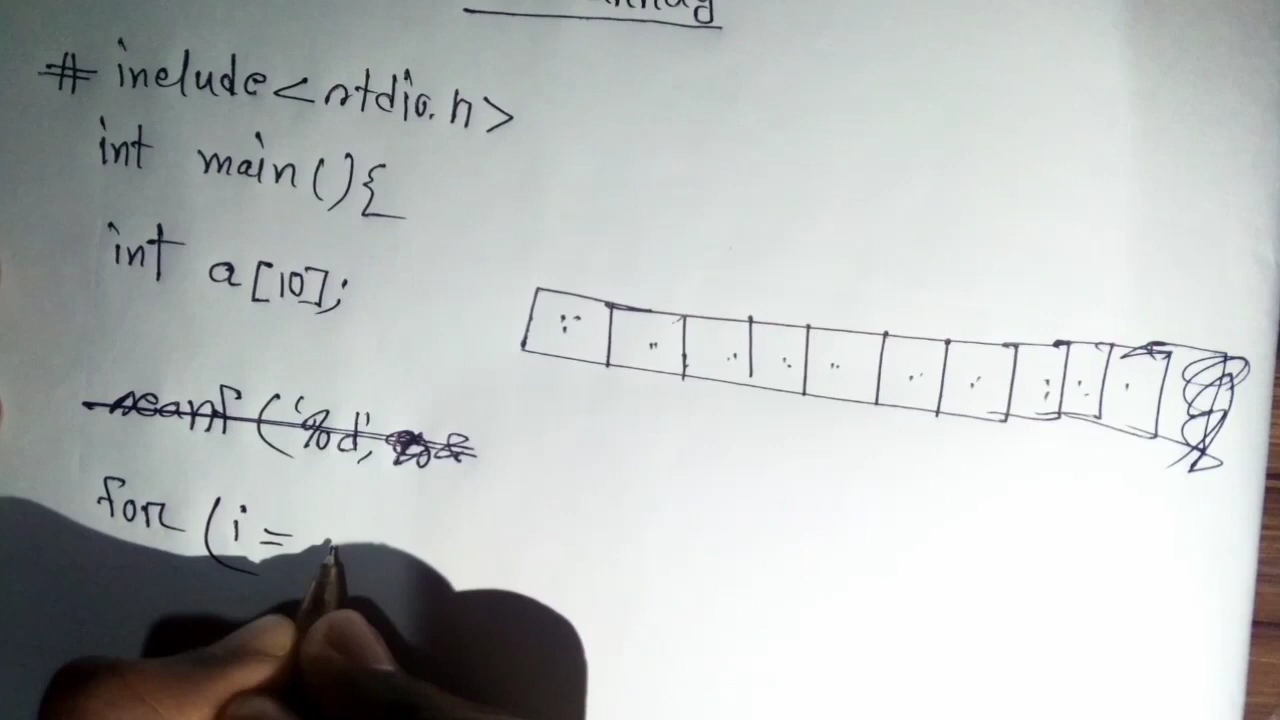 # include<stdio.h>
int main(){
int a[10];
scanf ('%d',
for (i =